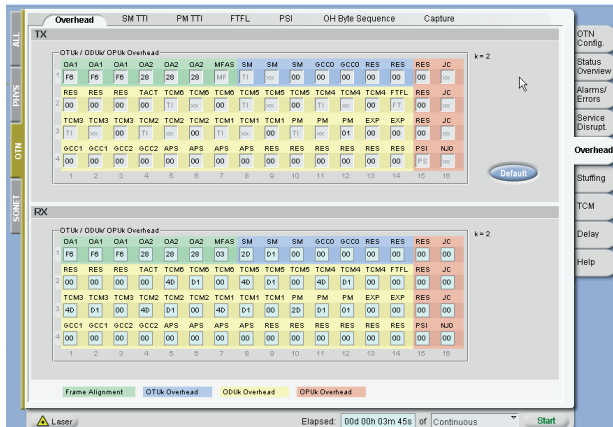 Overhead SM TTI PM TTI FTFL PSI OH Byte Sequence Capture
ALL
PHYS
OTN
SONET
TX
OTUk / ODUk/ OPUk Overhead
k = 2
OA1 OA1 OA1 OA2 OA2 OA2 MFAS SM SM SM GCC0 GCC0 RES RES RES JC
1 F6 F6 F6 28 28 28 MF TI xx 00 00 00 00 00 00 xx
RES RES RES TACT TCM6 TCM6 TCM6 TCM5 TCM5 TCM5 TCM4 TCM4 TCM4 FTFL RES JC
2 00 00 00 00 TI xx 00 TI xx 00 TI xx 00 FT 00 xx
TCM3 TCM3 TCM3 TCM2 TCM2 TCM2 TCM1 TCM1 TCM1 PM PM PM EXP EXP RES JC
3 TI xx 00 TI xx 00 TI xx 00 TI xx 01 00 00 00 xx
GCC1 GCC1 GCC2 GCC2 APS APS APS APS RES RES RES RES RES RES PSI NJO
4 00 00 00 00 00 00 00 00 00 00 00 00 00 00 PS xx
1 2 3 4 5 6 7 8 9 10 11 12 13 14 15 16
Default
RX
OTUk / ODUk/ OPUk Overhead
k = 2
OA1 OA1 OA1 OA2 OA2 OA2 MFAS SM SM SM GCC0 GCC0 RES RES RES JC
1 F6 F6 F6 28 28 28 03 2D D1 00 00 00 00 00 00 00
RES RES RES TACT TCM6 TCM6 TCM6 TCM5 TCM5 TCM5 TCM4 TCM4 TCM4 FTFL RES JC
2 00 00 00 00 4D D1 00 4D D1 00 4D D1 00 00 00 00
TCM3 TCM3 TCM3 TCM2 TCM2 TCM2 TCM1 TCM1 TCM1 PM PM PM EXP EXP RES JC
3 4D D1 00 4D D1 00 4D D1 00 2D D1 01 00 00 00 00
GCC1 GCC1 GCC2 GCC2 APS APS APS APS RES RES RES RES RES RES PSI NJO
4 00 00 00 00 00 00 00 00 00 00 00 00 00 00 00 00
1 2 3 4 5 6 7 8 9 10 11 12 13 14 15 16
Frame Alignment OTUk Overhead ODUk Overhead OPUk Overhead
OTN Config.
Status Overview
Alarms/ Errors
Service Disrupt.
Overhead
Stuffing
TCM
Delay
Help
Laser Elapsed: 00d 00h 03m 45s of Continuous Start